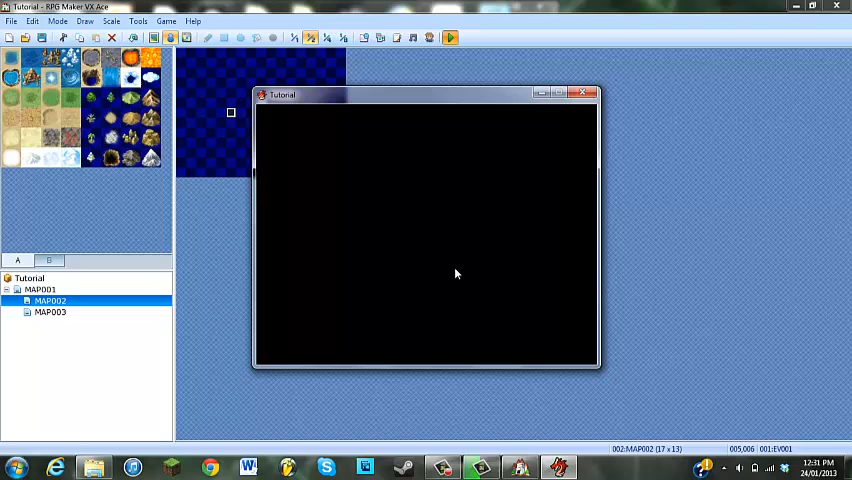 Tutorial - RPG Maker VX Ace
File Edit Mode Draw Scale Tools Game Help
Tutorial
A B
Tutorial
MAP001
MAP002
MAP003
002:MAP002 (17 x 13) 005,006 001:EV001
12:31 PM
24/01/2013